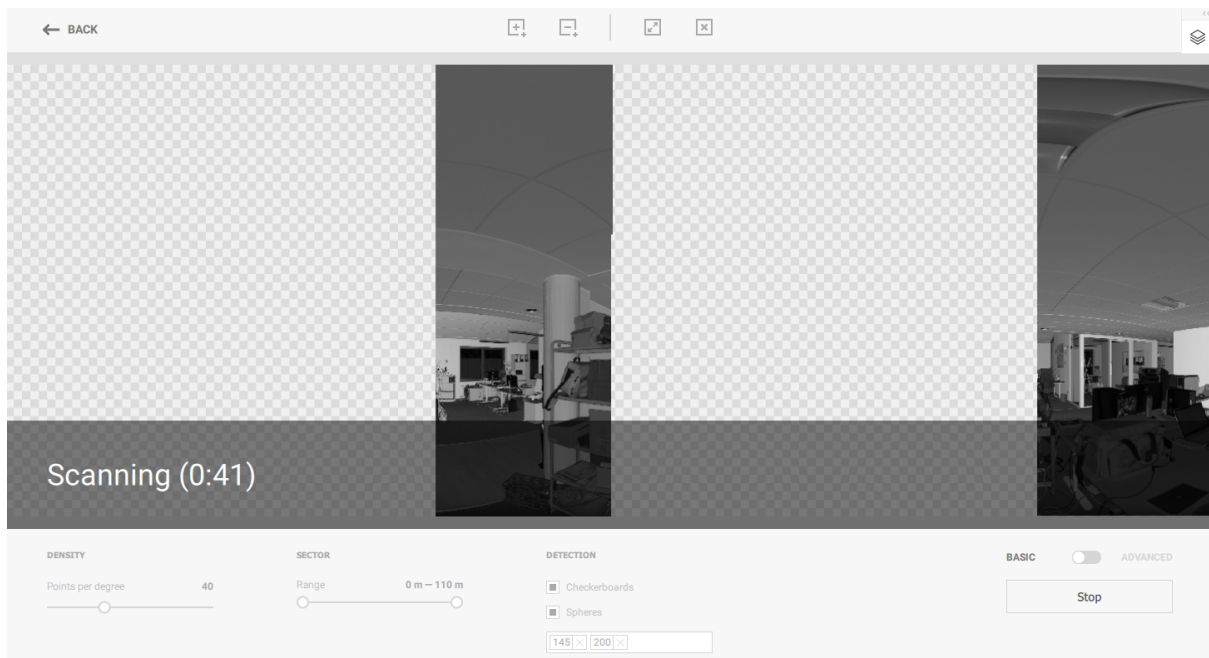 BACK
Scanning (0:41)
DENSITY
Points per degree 40
SECTOR
Range 0 m — 110 m
DETECTION
Checkerboards
Spheres
145 200
BASIC ADVANCED
Stop